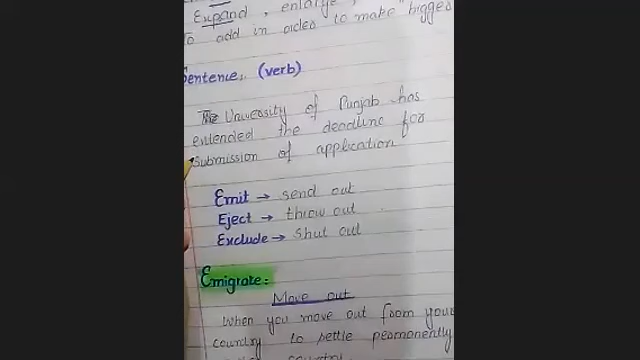 Expand, enlarge,
To add in order to make bigger
Sentence, (verb)
The University of Punjab has
extended the deadline for
submission of application
Emit → send out
Eject → throw out
Exclude → shut out
Emigrate:
Move out
When you move out from your
country to settle permanently
country